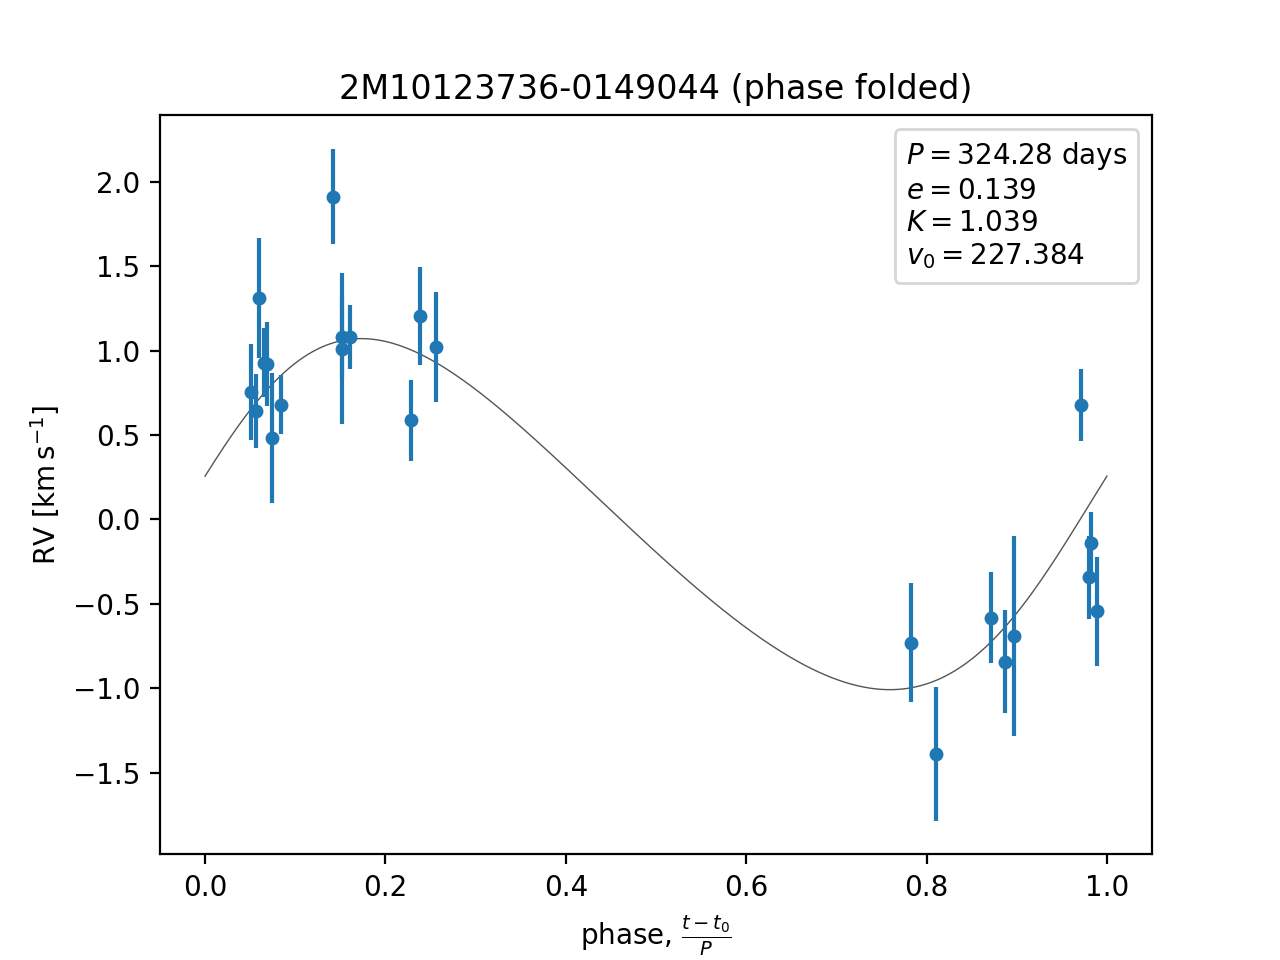 2M10123736-0149044 (phase folded)
P = 324.28 days
e = 0.139
K = 1.039
v₀ = 227.384
RV [km s⁻¹]
2.0
1.5
1.0
0.5
0.0
−0.5
−1.0
−1.5
0.0 0.2 0.4 0.6 0.8 1.0
phase, (t − t₀)/P